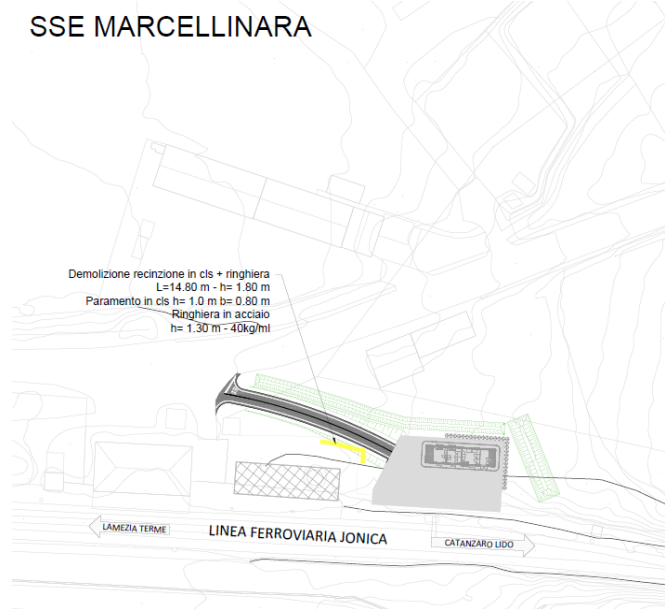 SSE MARCELLINARA
Demolizione recinzione in cls + ringhiera
L=14.80 m - h= 1.80 m
Paramento in cls h= 1.0 m b= 0.80 m
Ringhiera in acciaio
h= 1.30 m - 40kg/ml
LAMEZIA TERME
LINEA FERROVIARIA JONICA
CATANZARO LIDO